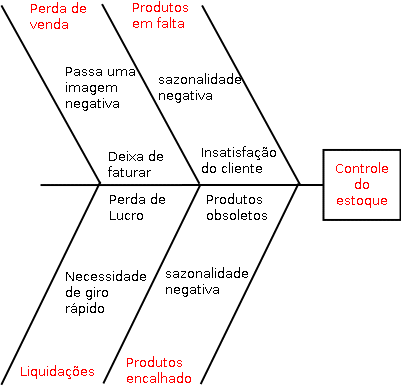 Perda de
venda
Produtos
em falta
Passa uma
imagem
negativa
sazonalidade
negativa
Deixa de
faturar
Insatisfação
do cliente
Controle
do
estoque
Perda de
Lucro
Produtos
obsoletos
Necessidade
de giro
rápido
sazonalidade
negativa
Liquidações
Produtos
encalhado